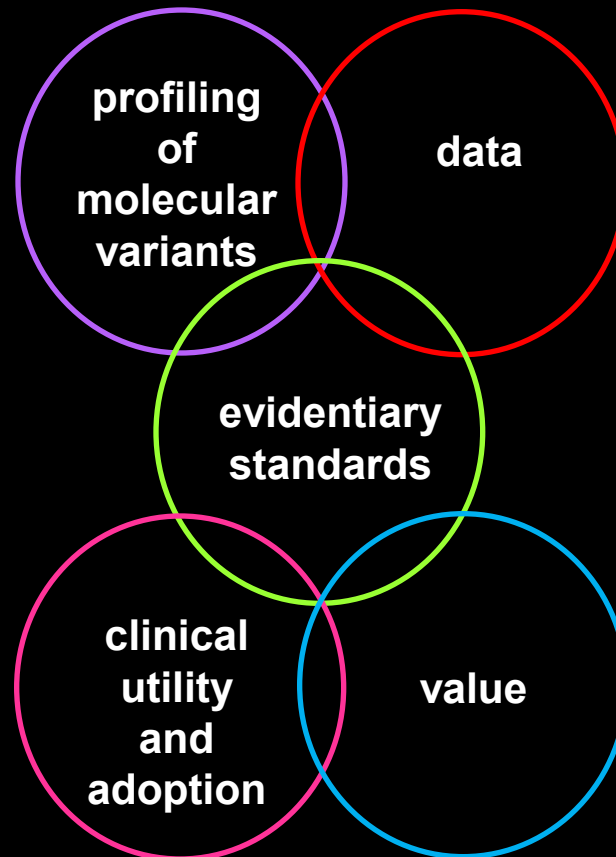 profiling
of
molecular
variants
data
evidentiary
standards
clinical
utility
and
adoption
value